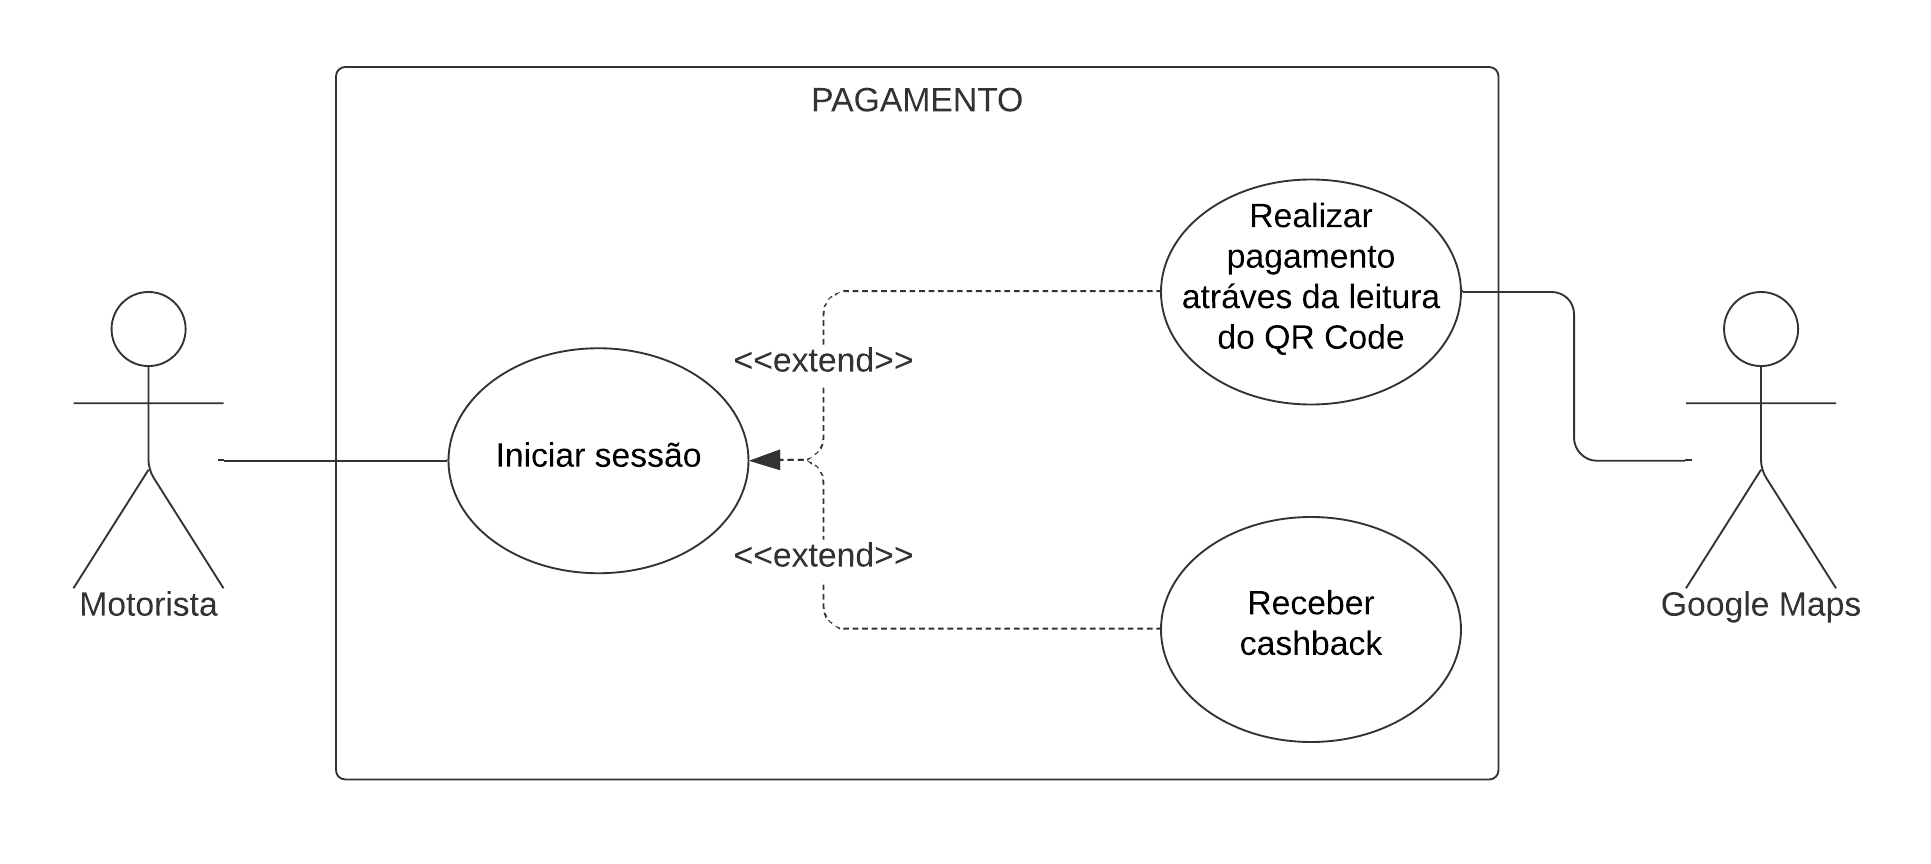 PAGAMENTO
Realizar
pagamento
atráves da leitura
do QR Code
<<extend>>
Iniciar sessão
<<extend>>
Receber
cashback
Motorista
Google Maps